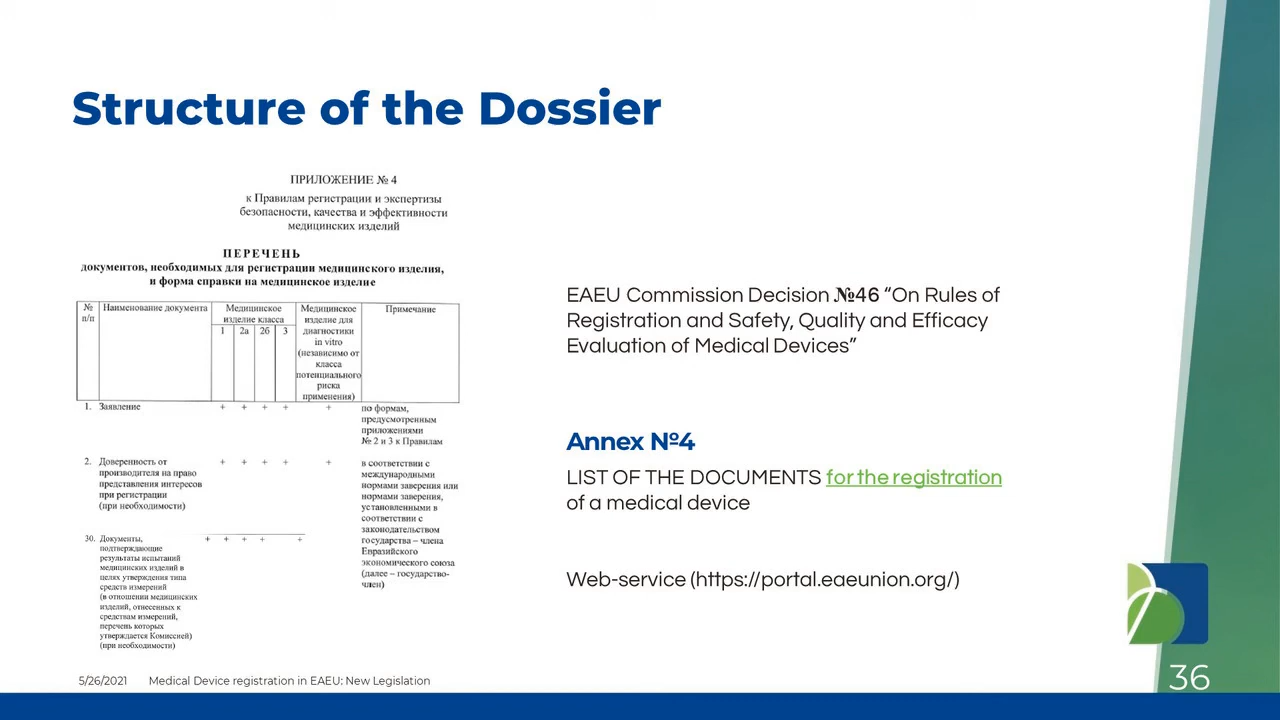 Structure of the Dossier
ПРИЛОЖЕНИЕ № 4
к Правилам регистрации и экспертизы
безопасности, качества и эффективности
медицинских изделий
ПЕРЕЧЕНЬ
документов, необходимых для регистрации медицинского изделия,
и форма справки на медицинское изделие
№
п/п
Наименование документа
Медицинское
изделие класса
1 2а 2б 3
Медицинское
изделие для
диагностики
in vitro
(независимо от
класса
потенциального
риска
применения)
Примечание
1. Заявление + + + + +
по формам,
предусмотренным
приложениями
№ 2 и 3 к Правилам
2. Доверенность от
производителя на право
представления интересов
при регистрации
(при необходимости)
+ + + + +
в соответствии с
международными
нормами заверения или
нормами заверения,
установленными в
соответствии с
законодательством
государства – члена
Евразийского
экономического союза
(далее – государство-
член)
30. Документы,
подтверждающие
результаты испытаний
медицинских изделий в
целях утверждения типа
средств измерений
(в отношении медицинских
изделий, отнесенных к
средствам измерений,
перечень которых
утверждается Комиссией)
(при необходимости)
+ + + + +
EAEU Commission Decision №46 “On Rules of
Registration and Safety, Quality and Efficacy
Evaluation of Medical Devices”
Annex №4
LIST OF THE DOCUMENTS for the registration
of a medical device
Web-service (https://portal.eaeunion.org/)
5/26/2021 Medical Device registration in EAEU: New Legislation
36